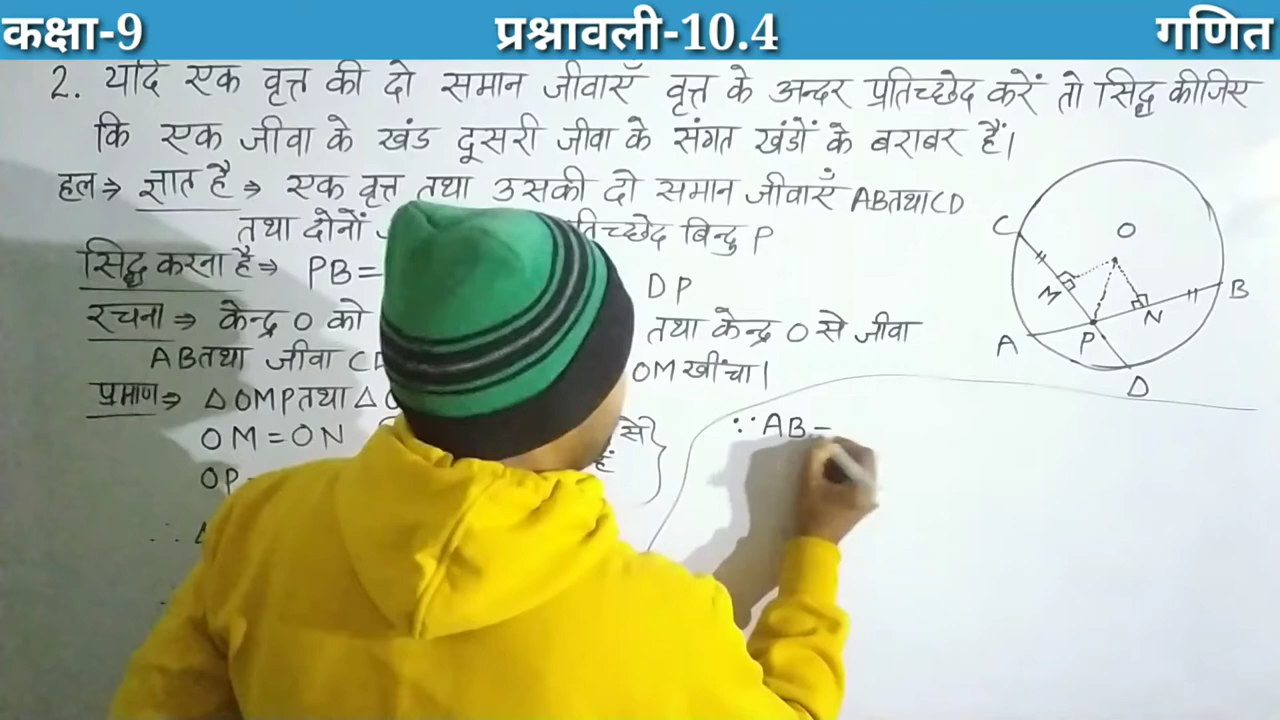 कक्षा-9 प्रश्नावली-10.4 गणित
2. यदि एक वृत्त की दो समान जीवाएँ वृत्त के अन्दर प्रतिच्छेद करें तो सिद्ध कीजिए
कि एक जीवा के खंड दूसरी जीवा के संगत खंडों के बराबर हैं।
हल⇒ ज्ञात है ⇒ एक वृत्त तथा उसकी दो समान जीवाएँ AB तथा CD
तथा दोनों तिच्छेद बिन्दु P
सिद्ध करना है⇒ PB= DP
रचना ⇒ केन्द्र O को तथा केन्द्र O से जीवा
AB तथा जीवा C OM खींचा।
प्रमाण⇒ △OMP तथा △
OM=ON से
OP हैं
∵ AB=
∴
C
O
M
N
B
A
P
D